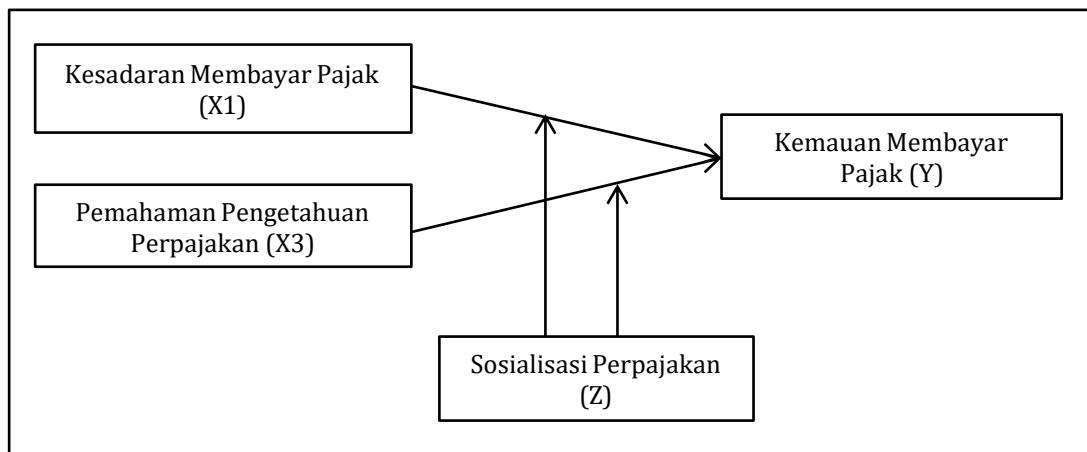 Kesadaran Membayar Pajak
(X1)
Kemauan Membayar
Pajak (Y)
Pemahaman Pengetahuan
Perpajakan (X3)
Sosialisasi Perpajakan
(Z)